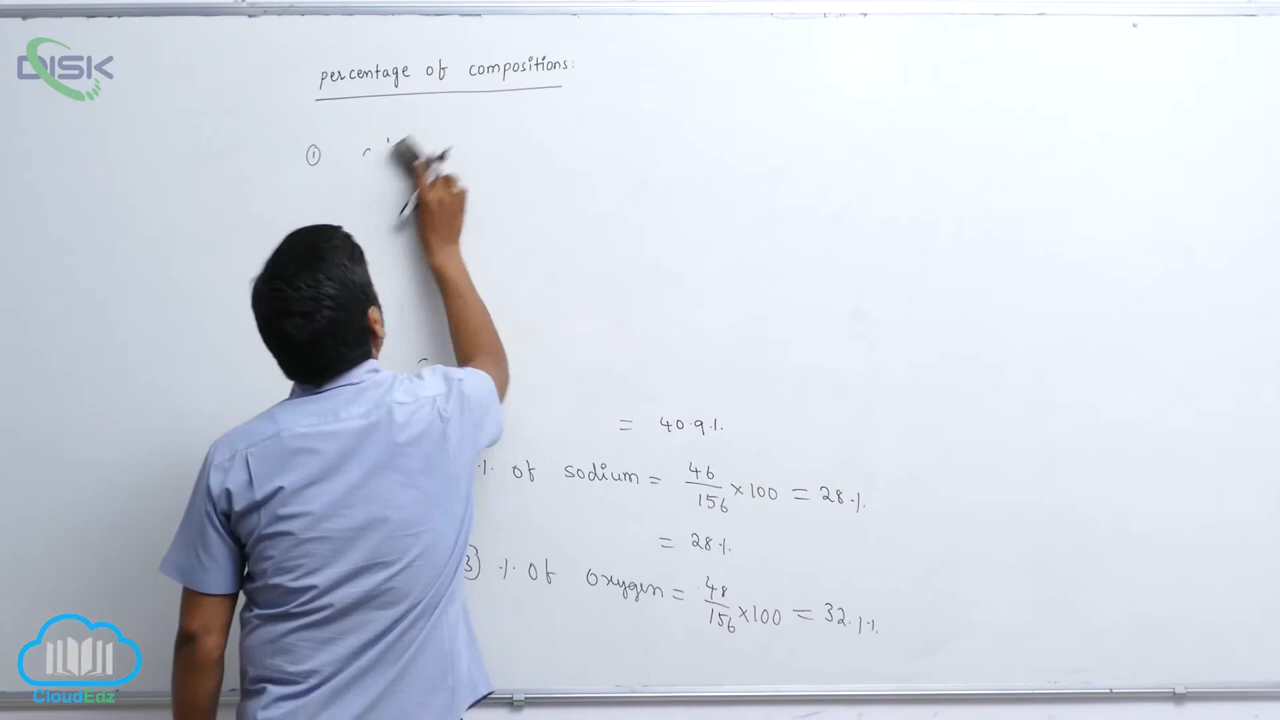 DISK
percentage of compositions:
①
= 40.9%
% of sodium = 46/156 × 100 = 28%
= 28%
3) % of oxygen = 48/156 × 100 = 32.1%
CloudEdz